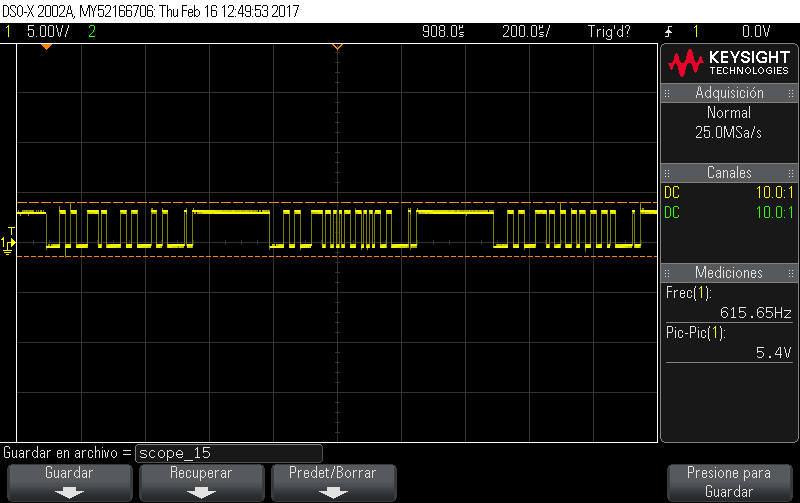 DSO-X 2002A, MY52166706: Thu Feb 16 12:49:53 2017
1 5.00V/ 2 908.0s 200.0s/ Trig'd? 1 0.0V
KEYSIGHT
TECHNOLOGIES
Adquisición
Normal
25.0MSa/s
Canales
DC 10.0:1
DC 10.0:1
Mediciones
Frec(1):
615.65Hz
Pic-Pic(1):
5.4V
T
1
Guardar en archivo = scope_15
Guardar
Recuperar
Predet/Borrar
Presione para
Guardar